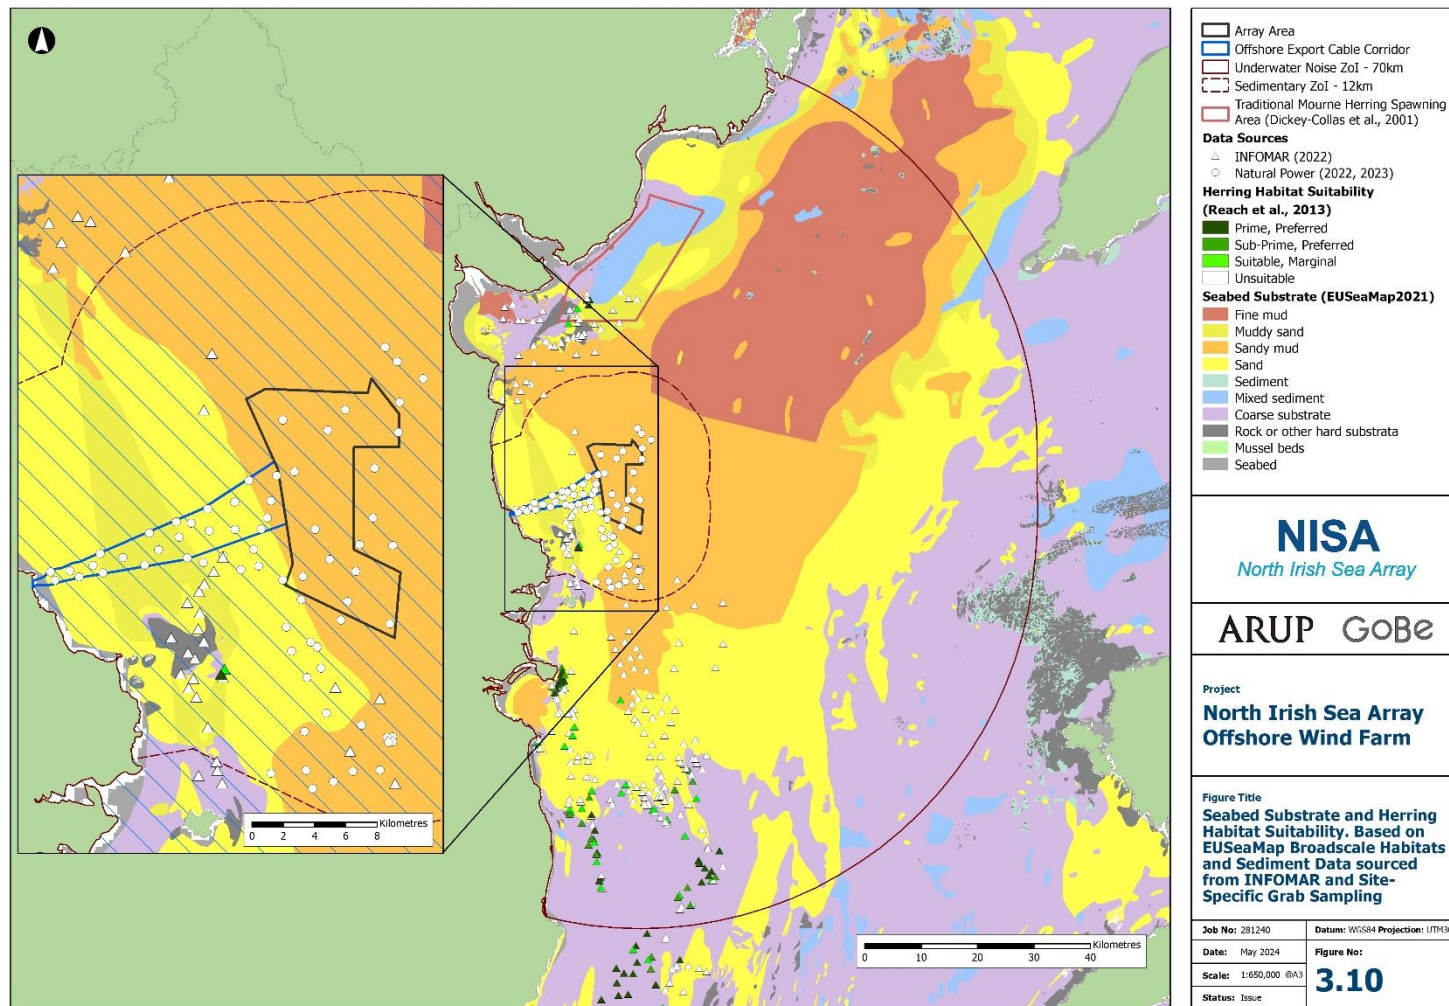 Array Area
Offshore Export Cable Corridor
Underwater Noise ZoI - 70km
Sedimentary ZoI - 12km
Traditional Mourne Herring Spawning
Area (Dickey-Collas et al., 2001)
Data Sources
INFOMAR (2022)
Natural Power (2022, 2023)
Herring Habitat Suitability
(Reach et al., 2013)
Prime, Preferred
Sub-Prime, Preferred
Suitable, Marginal
Unsuitable
Seabed Substrate (EUSeaMap2021)
Fine mud
Muddy sand
Sandy mud
Sand
Sediment
Mixed sediment
Coarse substrate
Rock or other hard substrata
Mussel beds
Seabed
NISA
North Irish Sea Array
ARUP GoBe
Project
North Irish Sea Array
Offshore Wind Farm
Figure Title
Seabed Substrate and Herring
Habitat Suitability. Based on
EUSeaMap Broadscale Habitats
and Sediment Data sourced
from INFOMAR and Site-
Specific Grab Sampling
Job No: 281240 Datum: WGS84 Projection: UTM30
Date: May 2024 Figure No:
Scale: 1:650,000 @A3 3.10
Status: Issue
Kilometres
0 2 4 6 8
Kilometres
0 10 20 30 40